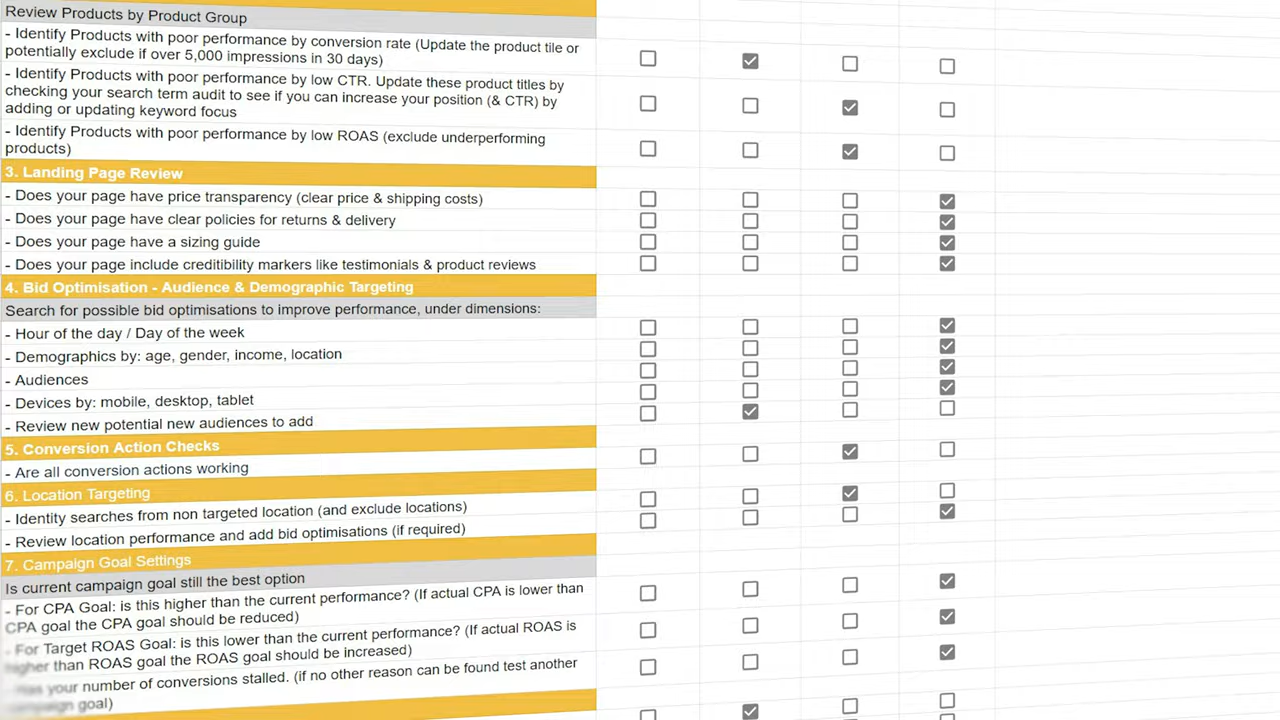 Review Products by Product Group
- Identify Products with poor performance by conversion rate (Update the product tile or
potentially exclude if over 5,000 impressions in 30 days)
- Identify Products with poor performance by low CTR. Update these product titles by
checking your search term audit to see if you can increase your position (& CTR) by
adding or updating keyword focus
- Identify Products with poor performance by low ROAS (exclude underperforming
products)
3. Landing Page Review
- Does your page have price transparency (clear price & shipping costs)
- Does your page have clear policies for returns & delivery
- Does your page have a sizing guide
- Does your page include creditibility markers like testimonials & product reviews
4. Bid Optimisation - Audience & Demographic Targeting
Search for possible bid optimisations to improve performance, under dimensions:
- Hour of the day / Day of the week
- Demographics by: age, gender, income, location
- Audiences
- Devices by: mobile, desktop, tablet
- Review new potential new audiences to add
5. Conversion Action Checks
- Are all conversion actions working
6. Location Targeting
- Identity searches from non targeted location (and exclude locations)
- Review location performance and add bid optimisations (if required)
7. Campaign Goal Settings
Is current campaign goal still the best option
- For CPA Goal: is this higher than the current performance? (If actual CPA is lower than
CPA goal the CPA goal should be reduced)
- For Target ROAS Goal: is this lower than the current performance? (If actual ROAS is
higher than ROAS goal the ROAS goal should be increased)
- Has your number of conversions stalled. (if no other reason can be found test another
campaign goal)